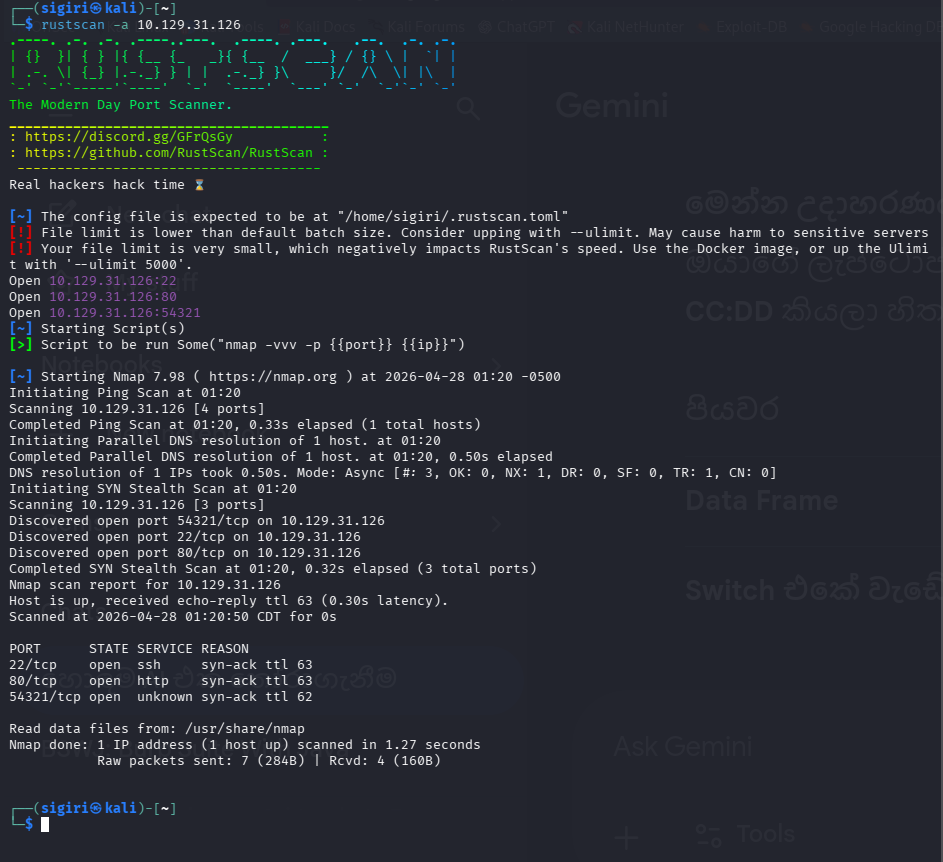 ┌──(sigiri㉿kali)-[~]
└─$ rustscan -a 10.129.31.126
.----. .-. .-. .----..---.  .----. .---.   .--.  .-. .-.
| {}  }| { } |{ {__ {_   _}{ {__  /  ___} / {} \ |  `| |
| .-. \| {_} |.-._} } | |  .-._} }\     }/  /\  \| |\  |
`-' `-'`-----'`----'  `-'  `----'  `---' `-'  `-'`-' `-'
The Modern Day Port Scanner.
________________________________________
: https://discord.gg/GFrQsGy           :
: https://github.com/RustScan/RustScan :
 --------------------------------------
Real hackers hack time ⌛
[~] The config file is expected to be at "/home/sigiri/.rustscan.toml"
[!] File limit is lower than default batch size. Consider upping with --ulimit. May cause harm to sensitive servers
[!] Your file limit is very small, which negatively impacts RustScan's speed. Use the Docker image, or up the Ulimi
t with '--ulimit 5000'.
Open 10.129.31.126:22
Open 10.129.31.126:80
Open 10.129.31.126:54321
[~] Starting Script(s)
[>] Script to be run Some("nmap -vvv -p {{port}} {{ip}}")
[~] Starting Nmap 7.98 ( https://nmap.org ) at 2026-04-28 01:20 -0500
Initiating Ping Scan at 01:20
Scanning 10.129.31.126 [4 ports]
Completed Ping Scan at 01:20, 0.33s elapsed (1 total hosts)
Initiating Parallel DNS resolution of 1 host. at 01:20
Completed Parallel DNS resolution of 1 host. at 01:20, 0.50s elapsed
DNS resolution of 1 IPs took 0.50s. Mode: Async [#: 3, OK: 0, NX: 1, DR: 0, SF: 0, TR: 1, CN: 0]
Initiating SYN Stealth Scan at 01:20
Scanning 10.129.31.126 [3 ports]
Discovered open port 54321/tcp on 10.129.31.126
Discovered open port 22/tcp on 10.129.31.126
Discovered open port 80/tcp on 10.129.31.126
Completed SYN Stealth Scan at 01:20, 0.32s elapsed (3 total ports)
Nmap scan report for 10.129.31.126
Host is up, received echo-reply ttl 63 (0.30s latency).
Scanned at 2026-04-28 01:20:50 CDT for 0s
PORT      STATE SERVICE REASON
22/tcp    open  ssh     syn-ack ttl 63
80/tcp    open  http    syn-ack ttl 63
54321/tcp open  unknown syn-ack ttl 62
Read data files from: /usr/share/nmap
Nmap done: 1 IP address (1 host up) scanned in 1.27 seconds
           Raw packets sent: 7 (284B) | Rcvd: 4 (160B)
┌──(sigiri㉿kali)-[~]
└─$
Kali Docs
Kali Forums
ChatGPT
Kali NetHunter
Exploit-DB
Google Hacking DB
Gemini
මෙන්න උදාහරණ
CC:DD කියලා හිත
පියවර
Data Frame
Switch එකේ වැඩේ
Notebooks
Ask Gemini
Tools